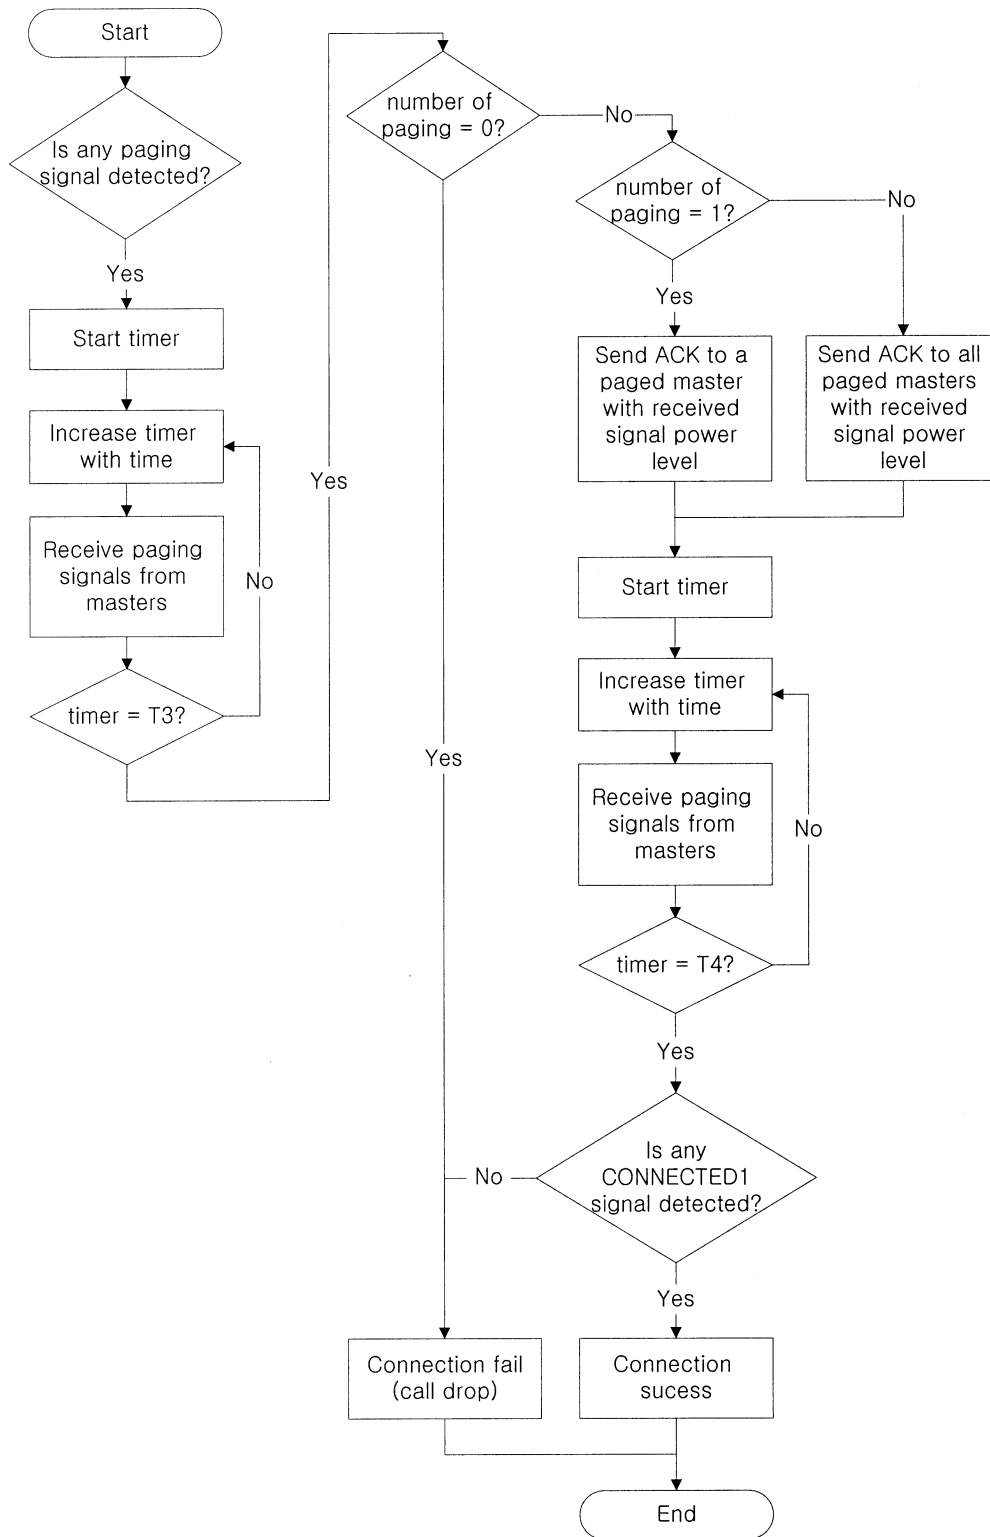 Start
Is any paging
signal detected?
Yes
Start timer
Increase timer
with time
Receive paging
signals from
masters
No
timer = T3?
Yes
number of
paging = 0?
No
Yes
number of
paging = 1?
No
Yes
Send ACK to a
paged master
with received
signal power
level
Send ACK to all
paged masters
with received
signal power
level
Start timer
Increase timer
with time
Receive paging
signals from
masters
No
timer = T4?
Yes
Is any
CONNECTED1
signal detected?
No
Yes
Connection fail
(call drop)
Connection
sucess
End